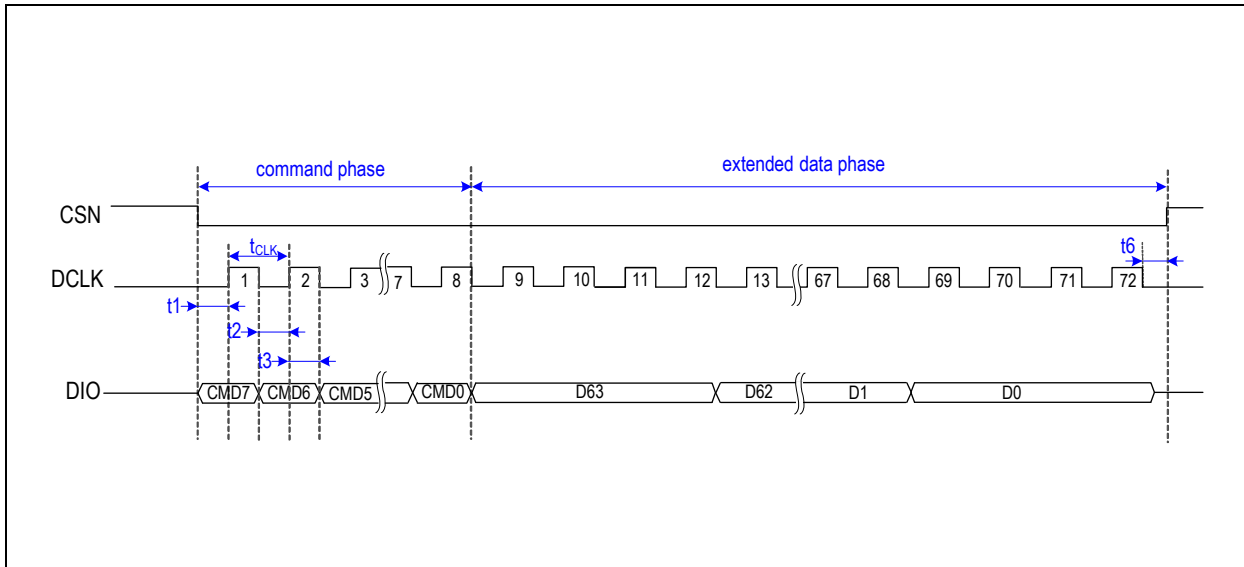 command phase
extended data phase
CSN
tCLK
t6
DCLK
1 2 3 7 8 9 10 11 12 13 67 68 69 70 71 72
t1
t2
t3
DIO
CMD7 CMD6 CMD5 CMD0 D63 D62 D1 D0